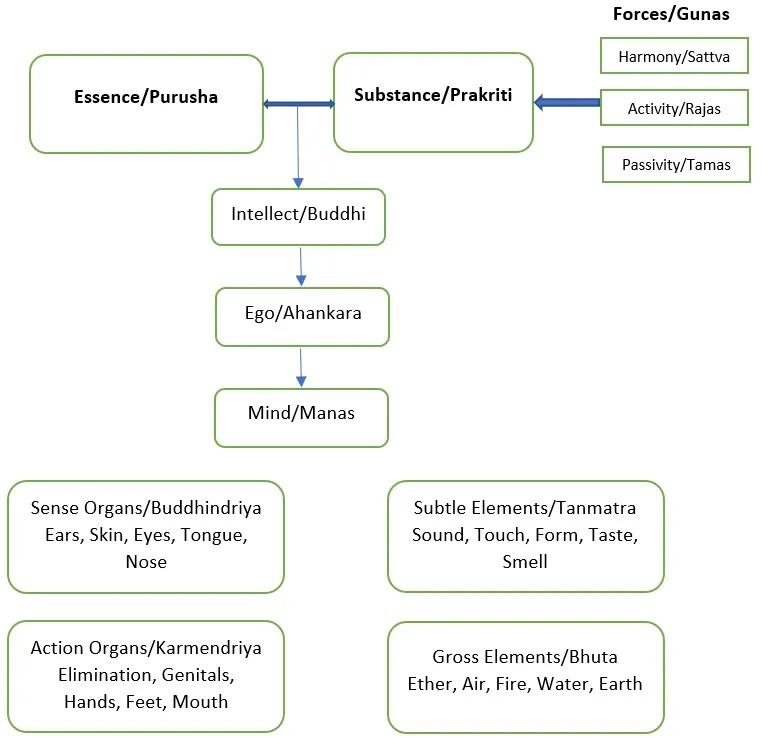 Forces/Gunas
Harmony/Sattva
Essence/Purusha
Substance/Prakriti
Activity/Rajas
Passivity/Tamas
Intellect/Buddhi
Ego/Ahankara
Mind/Manas
Sense Organs/Buddhindriya
Ears, Skin, Eyes, Tongue,
Nose
Subtle Elements/Tanmatra
Sound, Touch, Form, Taste,
Smell
Action Organs/Karmendriya
Elimination, Genitals,
Hands, Feet, Mouth
Gross Elements/Bhuta
Ether, Air, Fire, Water, Earth